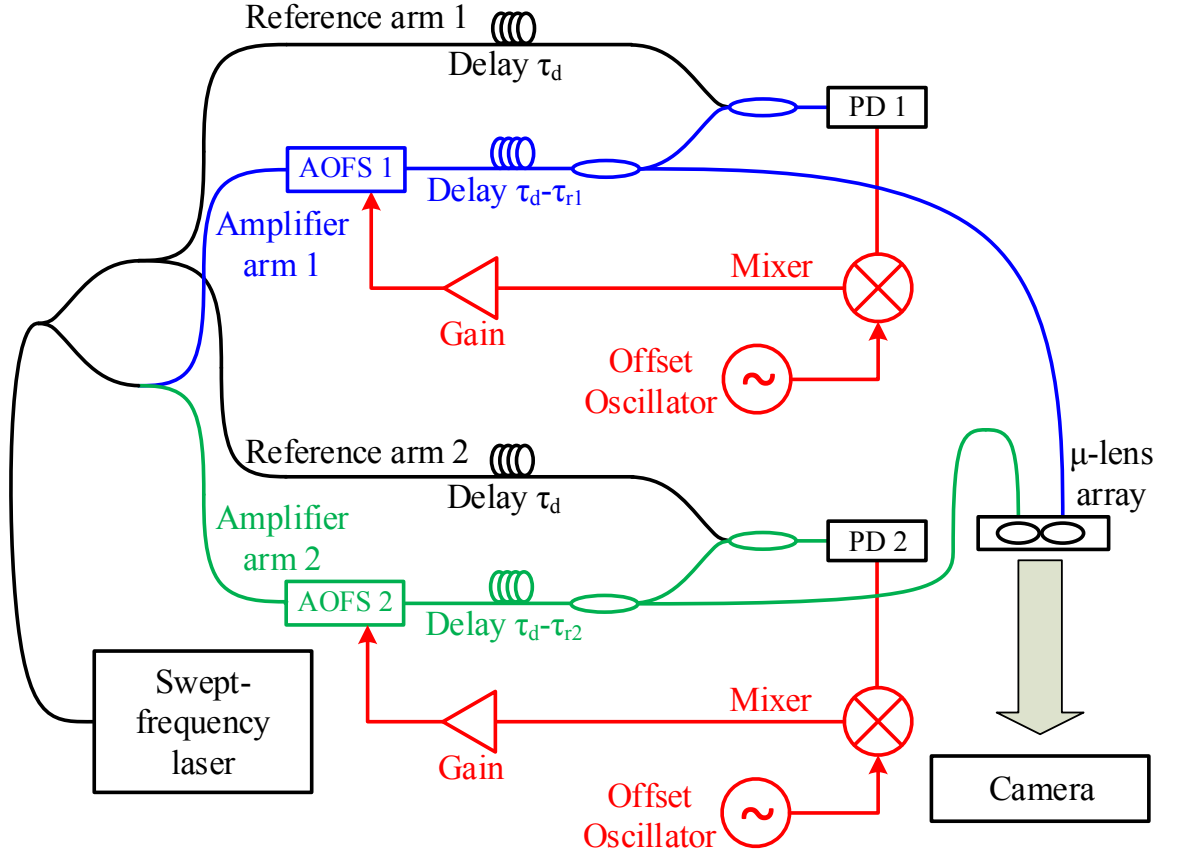 Reference arm 1
Delay τd
PD 1
AOFS 1
Delay τd-τr1
Amplifier
arm 1
Mixer
Gain
Offset
Oscillator
~
Reference arm 2
Delay τd
μ-lens
array
Amplifier
arm 2
PD 2
AOFS 2
Delay τd-τr2
Swept-
frequency
laser
Mixer
Gain
Camera
Offset
Oscillator
~